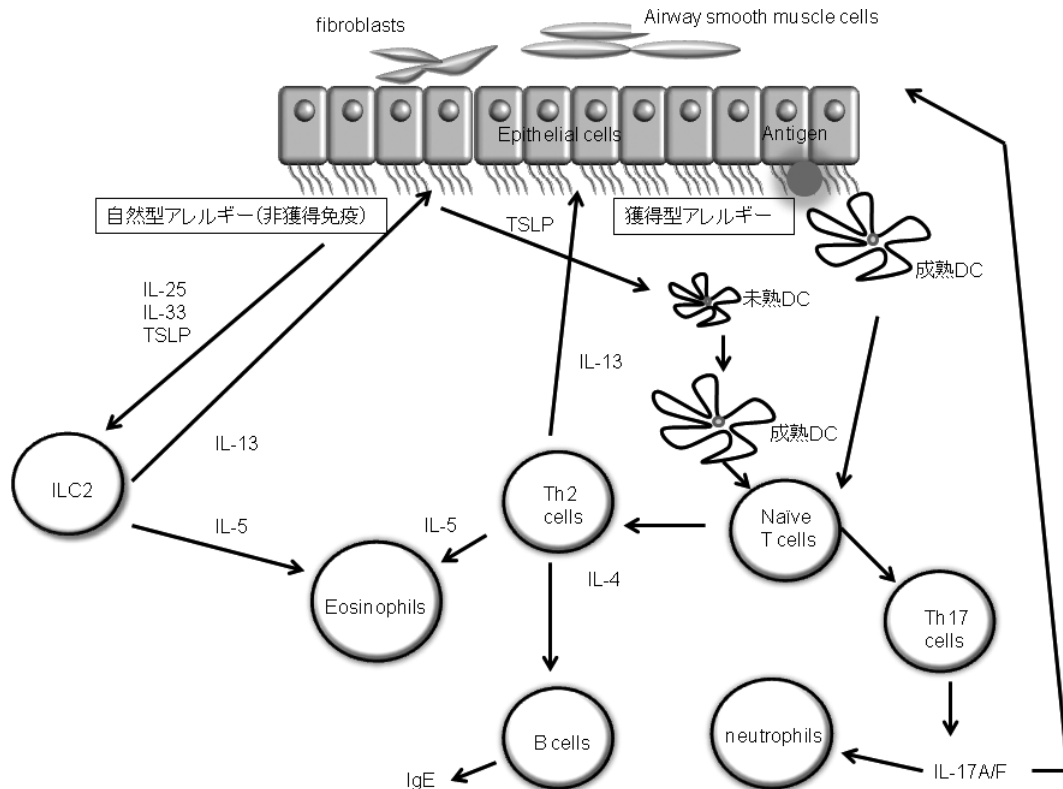 fibroblasts
Airway smooth muscle cells
Epithelial cells
Antigen
自然型アレルギー(非獲得免疫)
TSLP
獲得型アレルギー
成熟DC
未熟DC
IL-25
IL-33
TSLP
IL-13
成熟DC
IL-13
ILC2
Th2
cells
Naïve
T cells
IL-5
IL-5
IL-4
Eosinophils
Th17
cells
B cells
neutrophils
IgE
IL-17A/F